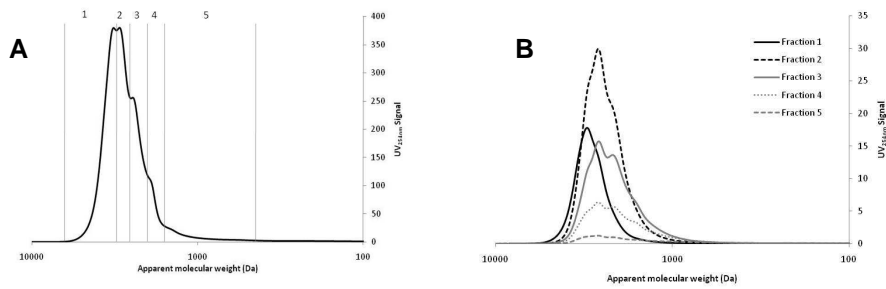 A
1 2 3 4 5
400
350
300
250
200
150
100
50
0
UV254nm Signal
10000 1000 100
Apparent molecular weight (Da)
B
Fraction 1
Fraction 2
Fraction 3
Fraction 4
Fraction 5
35
30
25
20
15
10
5
0
UV254nm Signal
10000 1000 100
Apparent molecular weight (Da)